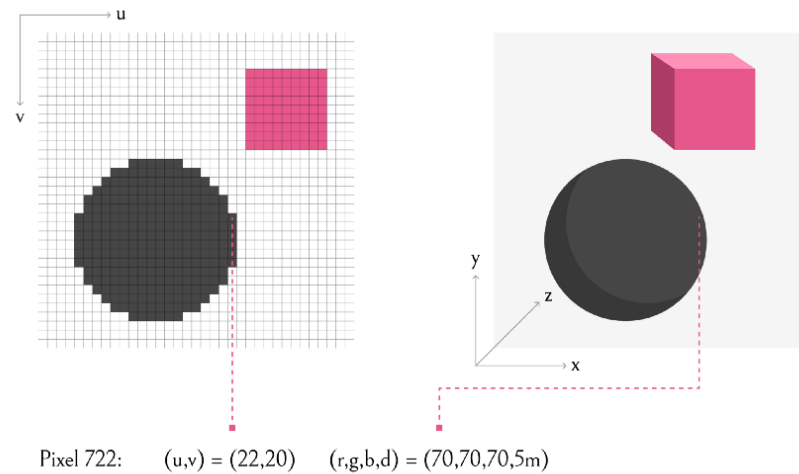 u
v
y
z
x
Pixel 722: (u,v) = (22,20) (r,g,b,d) = (70,70,70,5m)